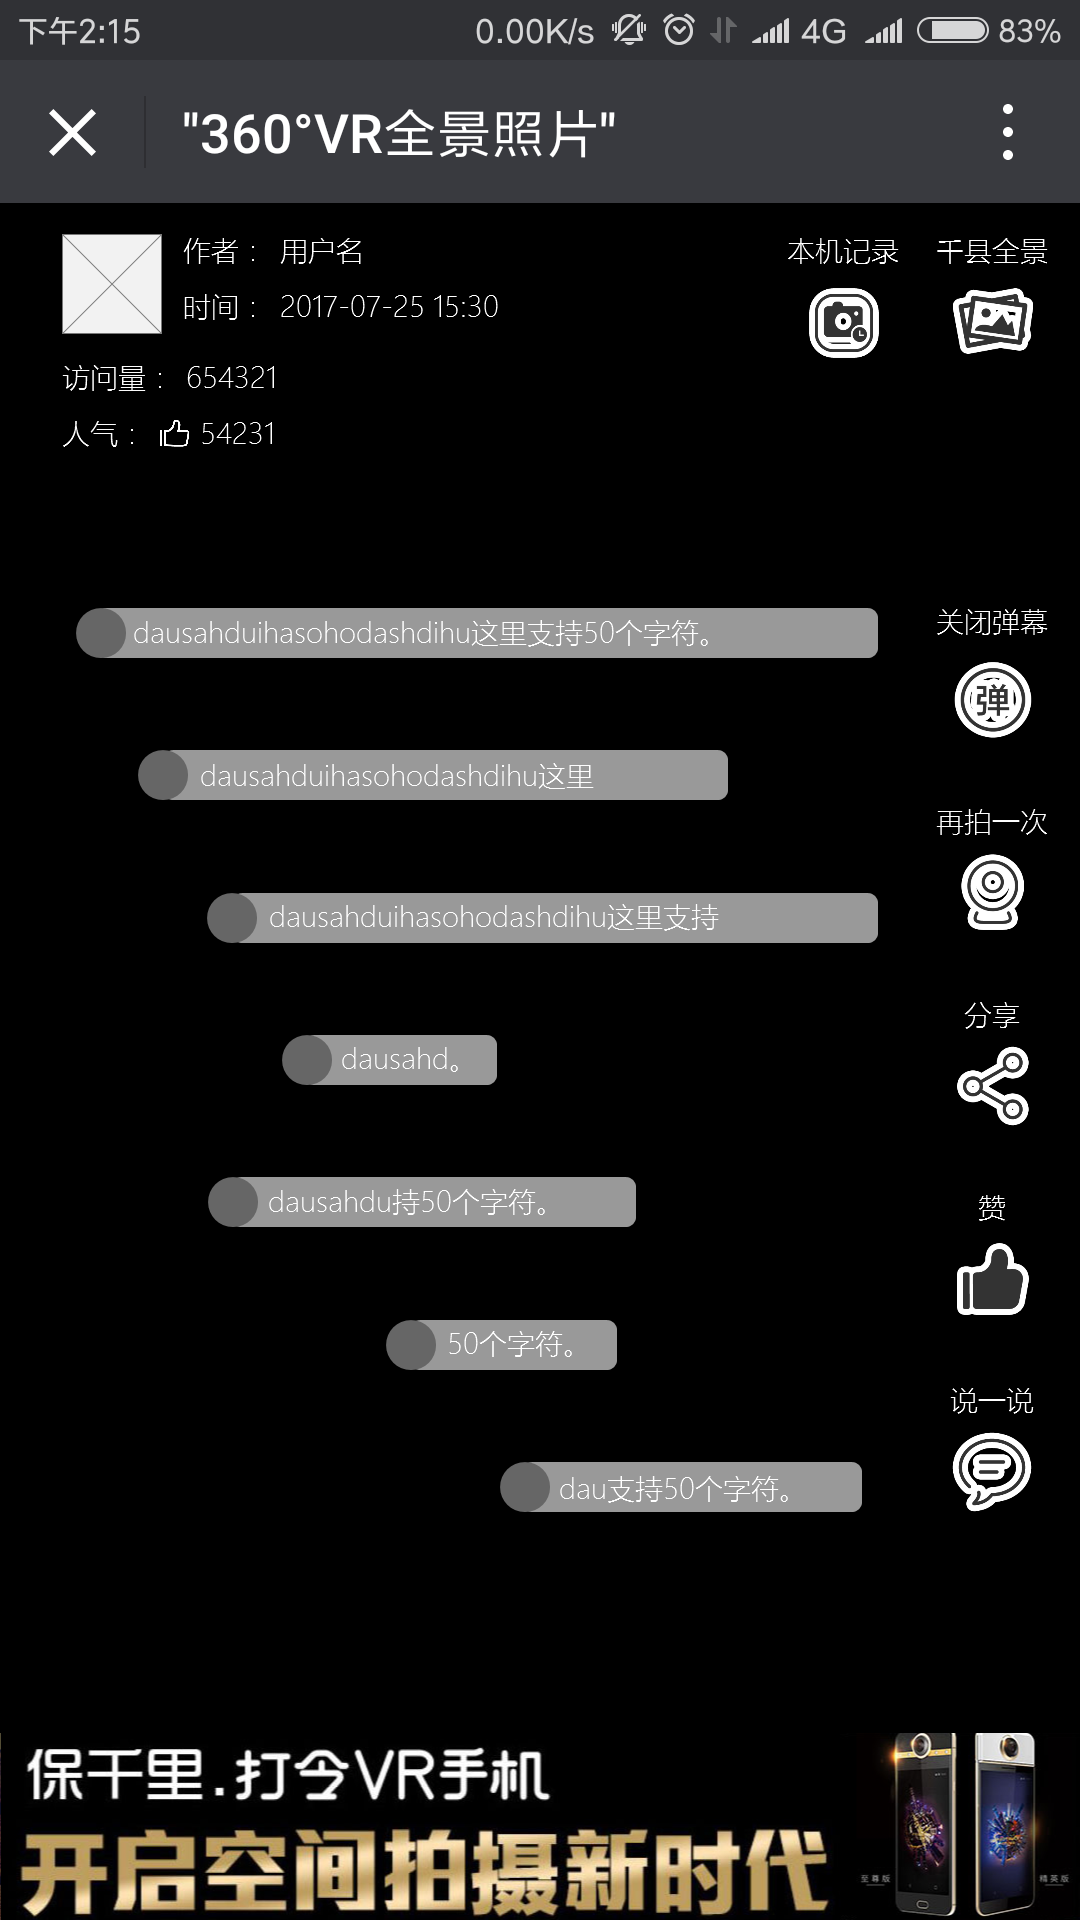 下午2:15
0.00K/s
4G
83%
"360°VR全景照片"
作者： 用户名
时间： 2017-07-25 15:30
本机记录
千县全景
访问量： 654321
人气： 54231
关闭弹幕
dausahduihasohodashdihu这里支持50个字符。
弹
dausahduihasohodashdihu这里
再拍一次
dausahduihasohodashdihu这里支持
分享
dausahd。
dausahdu持50个字符。
赞
50个字符。
说一说
dau支持50个字符。
保千里.打令VR手机
开启空间拍摄新时代
至尊版
精英版